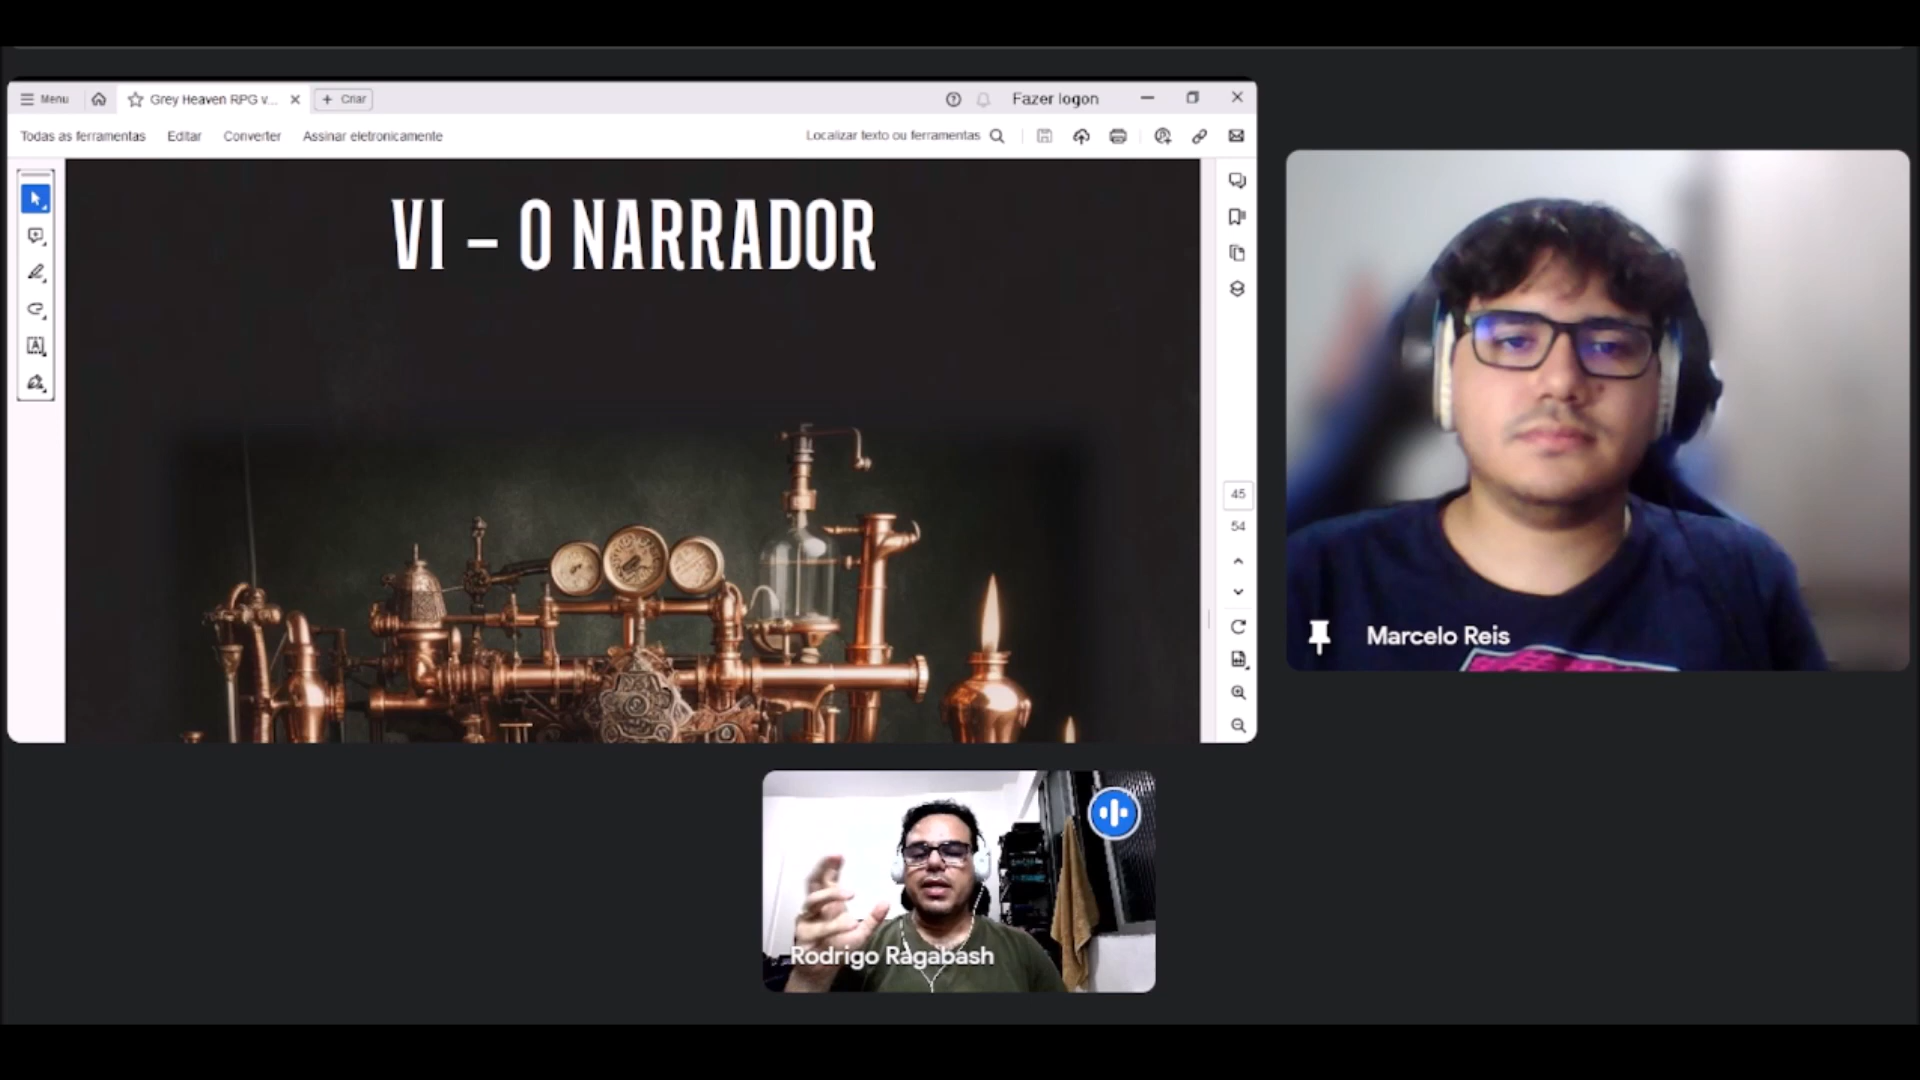 Menu
Grey Heaven RPG v...
Criar
Fazer logon
Todas as ferramentas
Editar
Converter
Assinar eletronicamente
Localizar texto ou ferramentas
VI – O NARRADOR
45
54
Marcelo Reis
Rodrigo Ragabash